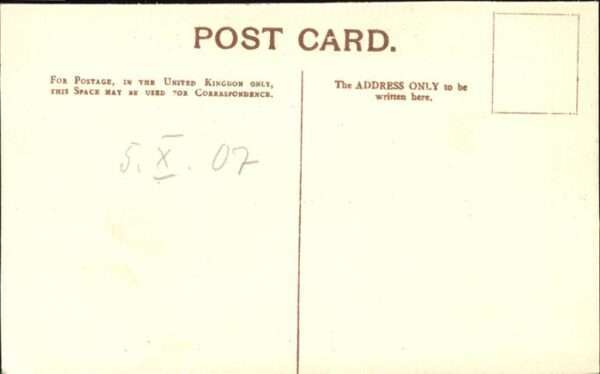 POST CARD.
FOR POSTAGE, IN THE UNITED KINGDOM ONLY,
THIS SPACE MAY BE USED FOR CORRESPONDENCE.
The ADDRESS ONLY to be
written here.
5. X. 07